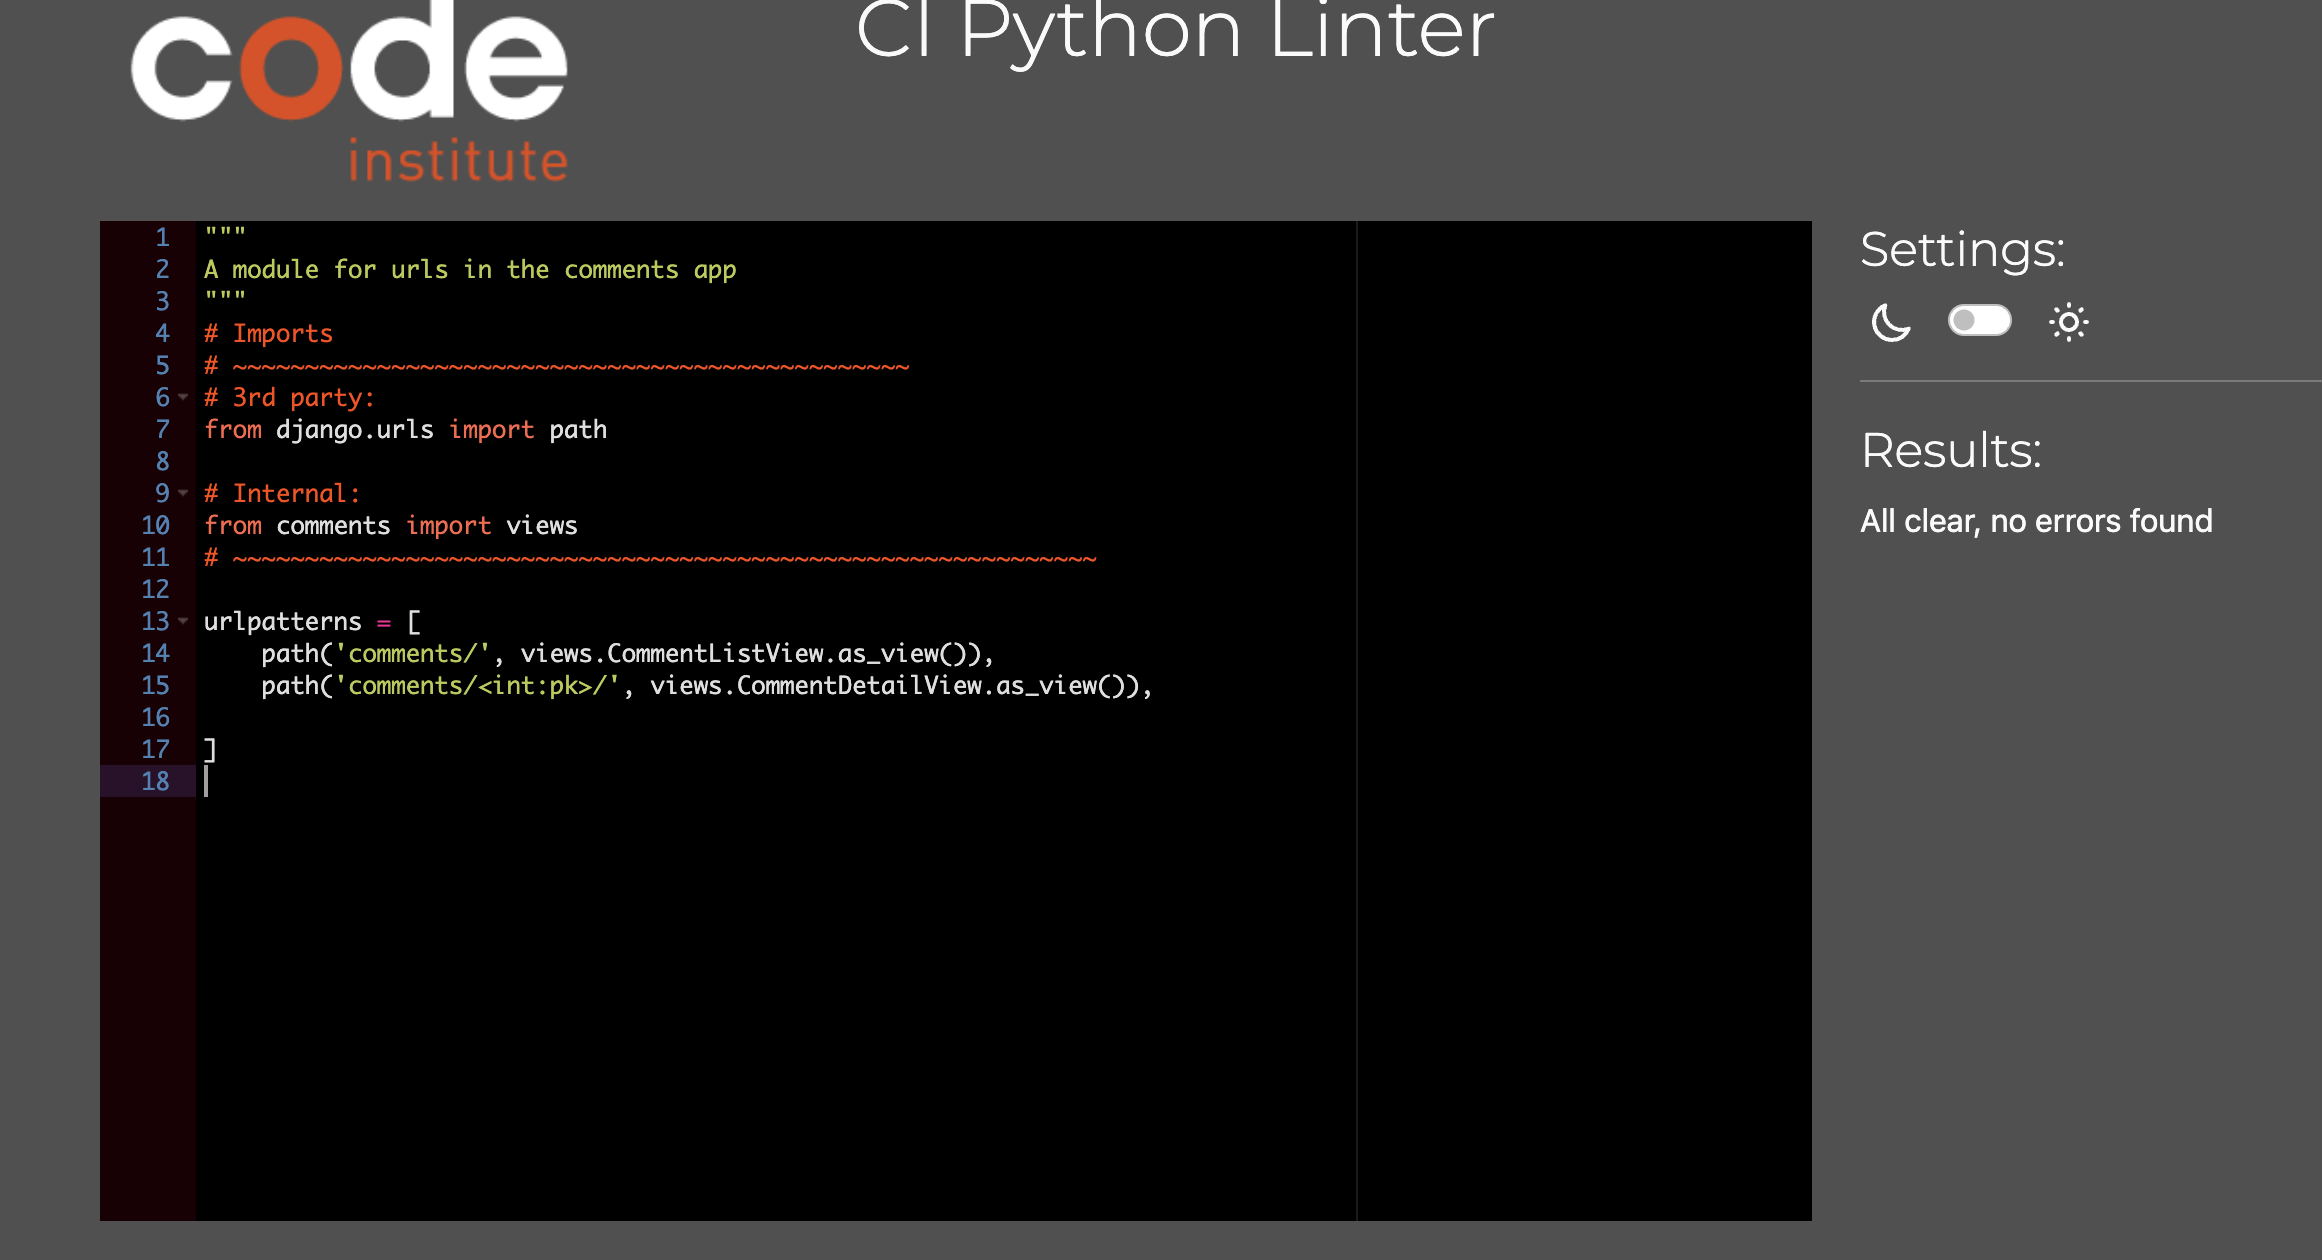 code
institute
CI Python Linter
1 """
2 A module for urls in the comments app
3 """
4 # Imports
5 # ~~~~~~~~~~~~~~~~~~~~~~~~~~~~~~~~~~~~~~~~~~~~~~~
6 # 3rd party:
7 from django.urls import path
8
9 # Internal:
10 from comments import views
11 # ~~~~~~~~~~~~~~~~~~~~~~~~~~~~~~~~~~~~~~~~~~~~~~~~~~~~~~~~~~~~
12
13 urlpatterns = [
14     path('comments/', views.CommentListView.as_view()),
15     path('comments/<int:pk>/', views.CommentDetailView.as_view()),
16
17 ]
18
Settings:
Results:
All clear, no errors found